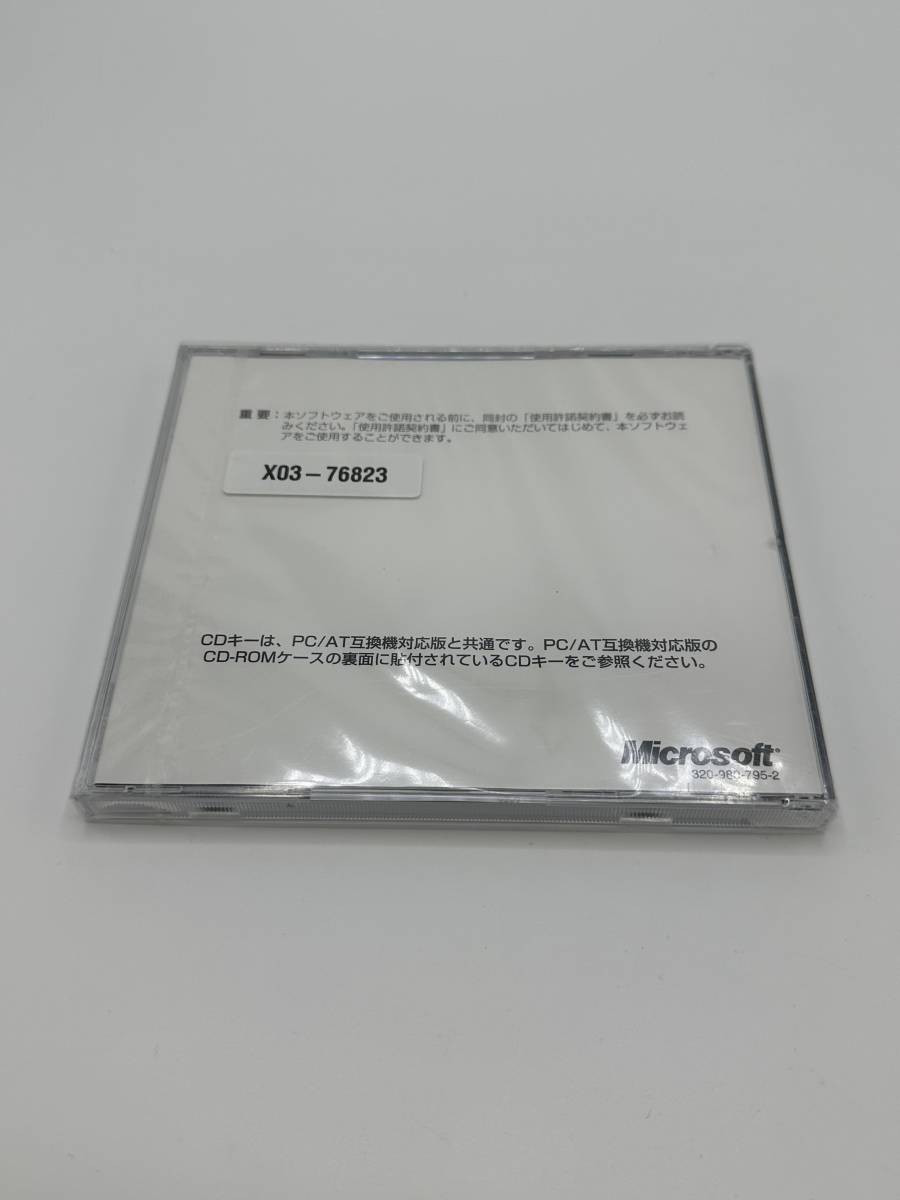 重要：本ソフトウェアをご使用される前に、同封の「使用許諾契約書」を必ずお読
みください。「使用許諾契約書」にご同意いただいてはじめて、本ソフトウェ
アをご使用することができます。
X03-76823
CDキーは、PC/AT互換機対応版と共通です。PC/AT互換機対応版の
CD-ROMケースの裏面に貼付されているCDキーをご参照ください。
Microsoft
320-980-795-2